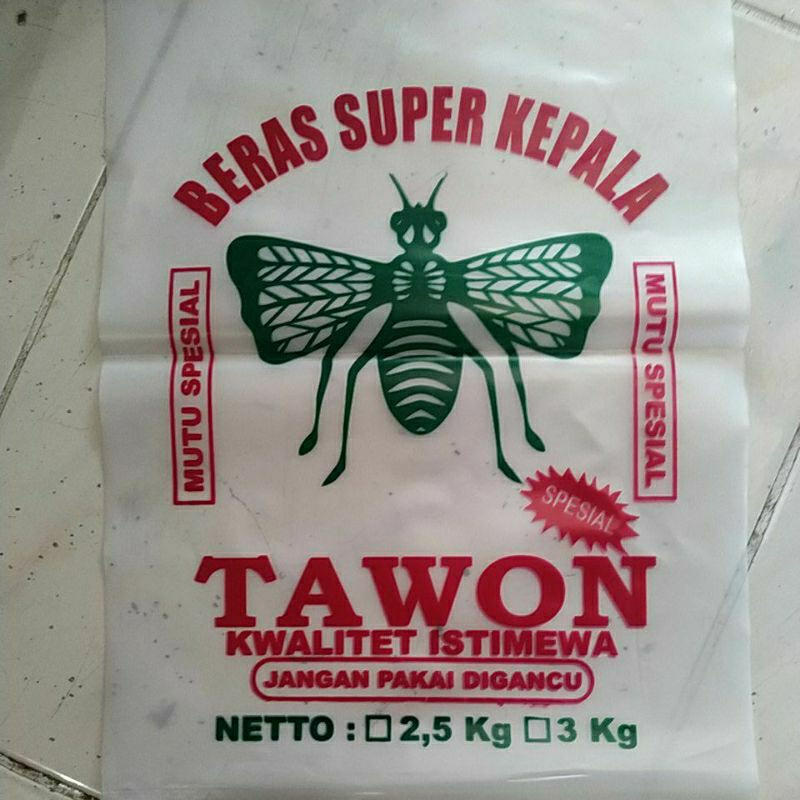 BERAS SUPER KEPALA
MUTU SPESIAL
MUTU SPESIAL
SPESIAL
TAWON
KWALITET ISTIMEWA
JANGAN PAKAI DIGANCU
NETTO : □ 2,5 Kg □ 3 Kg